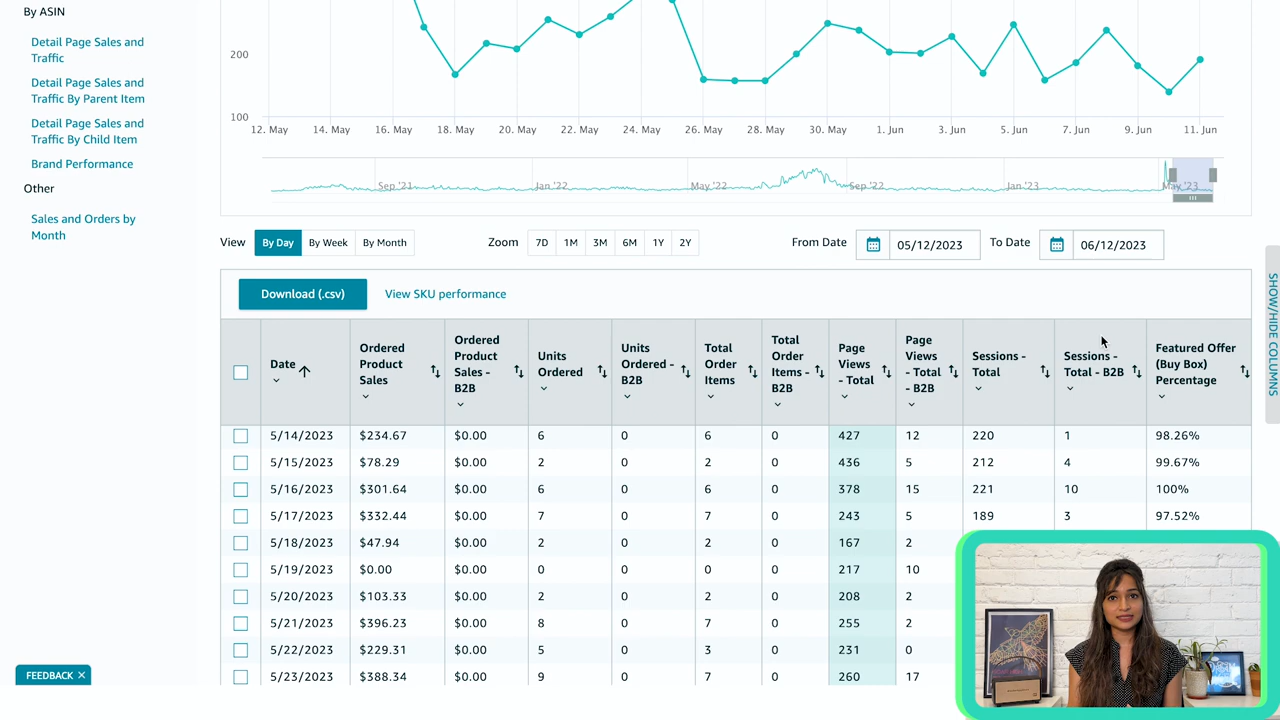 By ASIN
Detail Page Sales and
Traffic
Detail Page Sales and
Traffic By Parent Item
Detail Page Sales and
Traffic By Child Item
Brand Performance
Other
Sales and Orders by
Month
200
100
12. May 14. May 16. May 18. May 20. May 22. May 24. May 26. May 28. May 30. May 1. Jun 3. Jun 5. Jun 7. Jun 9. Jun 11. Jun
Sep '21 Jan '22 May '22 Sep '22 Jan '23 May '23
View By Day By Week By Month Zoom 7D 1M 3M 6M 1Y 2Y From Date 05/12/2023 To Date 06/12/2023
SHOW/HIDE COLUMNS
Download (.csv) View SKU performance
Date
Ordered
Product
Sales
Ordered
Product
Sales -
B2B
Units
Ordered
Units
Ordered -
B2B
Total
Order
Items
Total
Order
Items -
B2B
Page
Views
- Total
Page
Views
- Total
- B2B
Sessions -
Total
Sessions -
Total - B2B
Featured Offer
(Buy Box)
Percentage
5/14/2023 $234.67 $0.00 6 0 6 0 427 12 220 1 98.26%
5/15/2023 $78.29 $0.00 2 0 2 0 436 5 212 4 99.67%
5/16/2023 $301.64 $0.00 6 0 6 0 378 15 221 10 100%
5/17/2023 $332.44 $0.00 7 0 7 0 243 5 189 3 97.52%
5/18/2023 $47.94 $0.00 2 0 2 0 167 2
5/19/2023 $0.00 $0.00 0 0 0 0 217 10
5/20/2023 $103.33 $0.00 2 0 2 0 208 2
5/21/2023 $396.23 $0.00 8 0 7 0 255 2
5/22/2023 $229.31 $0.00 5 0 3 0 231 0
5/23/2023 $388.34 $0.00 9 0 7 0 260 17
FEEDBACK